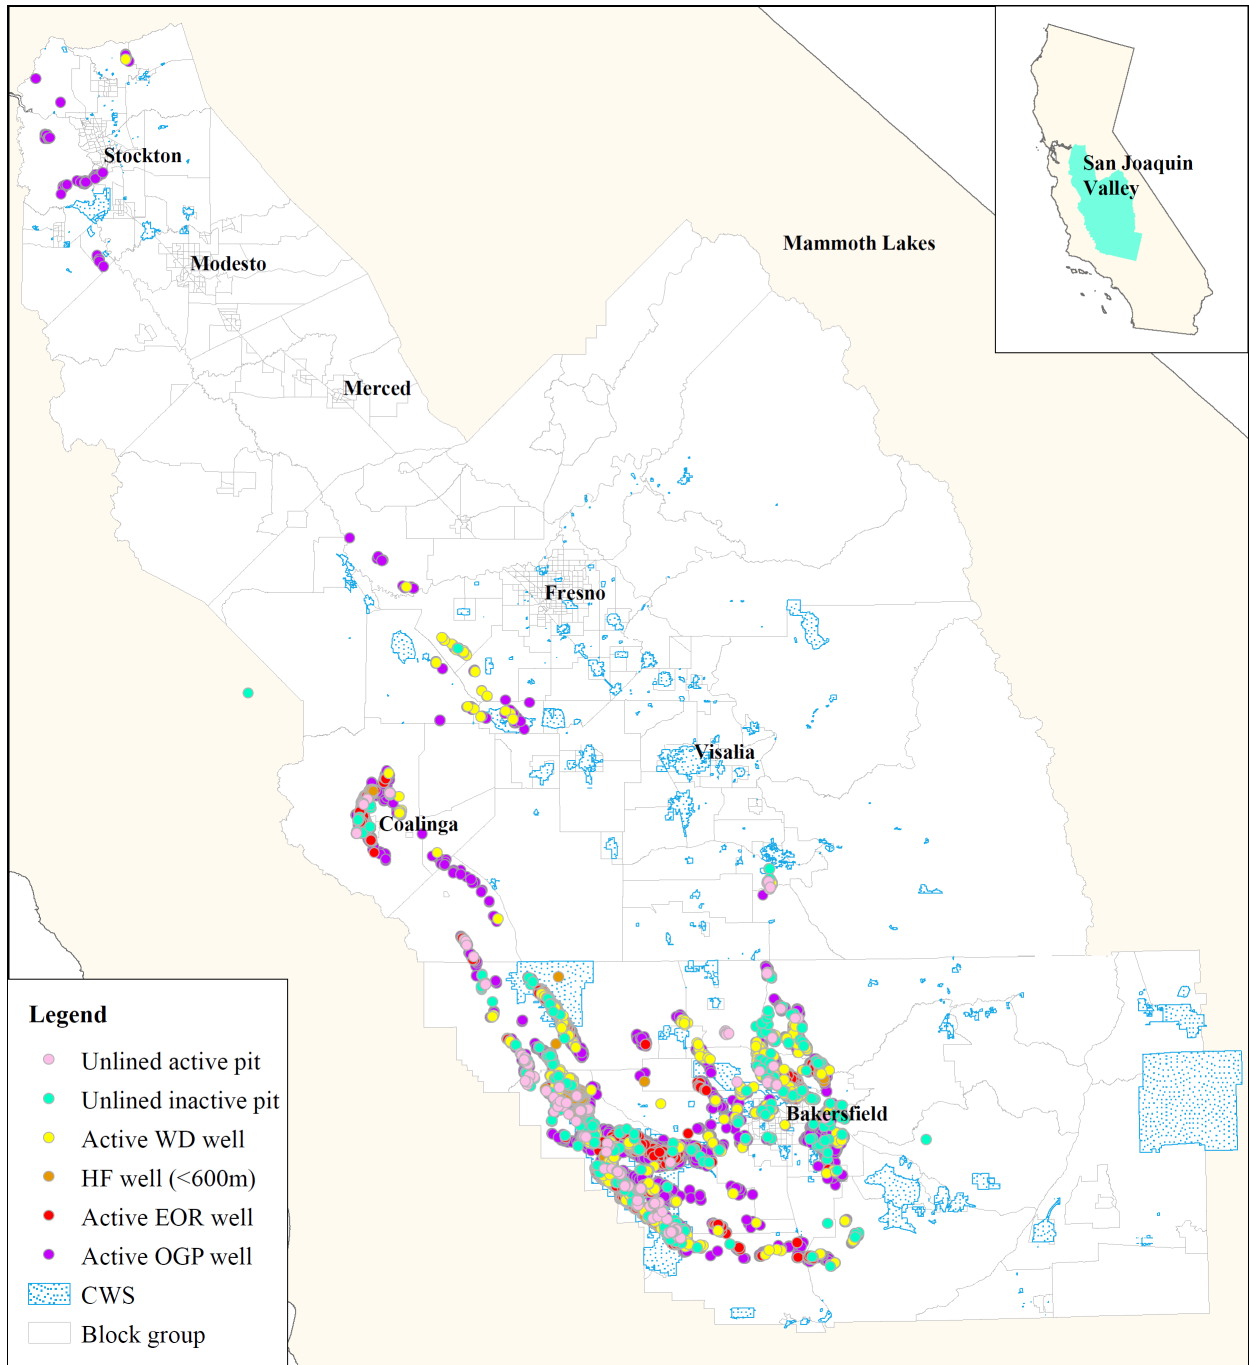 San Joaquin
Valley
Stockton
Mammoth Lakes
Modesto
Merced
Fresno
Visalia
Coalinga
Bakersfield
Legend
Unlined active pit
Unlined inactive pit
Active WD well
HF well (<600m)
Active EOR well
Active OGP well
CWS
Block group